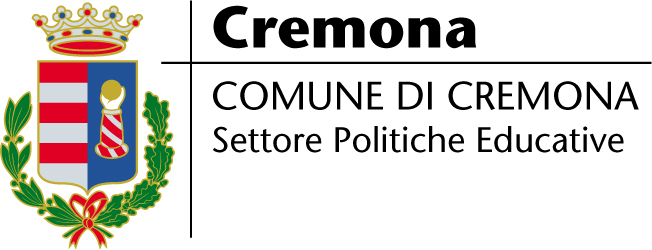 Cremona
COMUNE DI CREMONA
Settore Politiche Educative